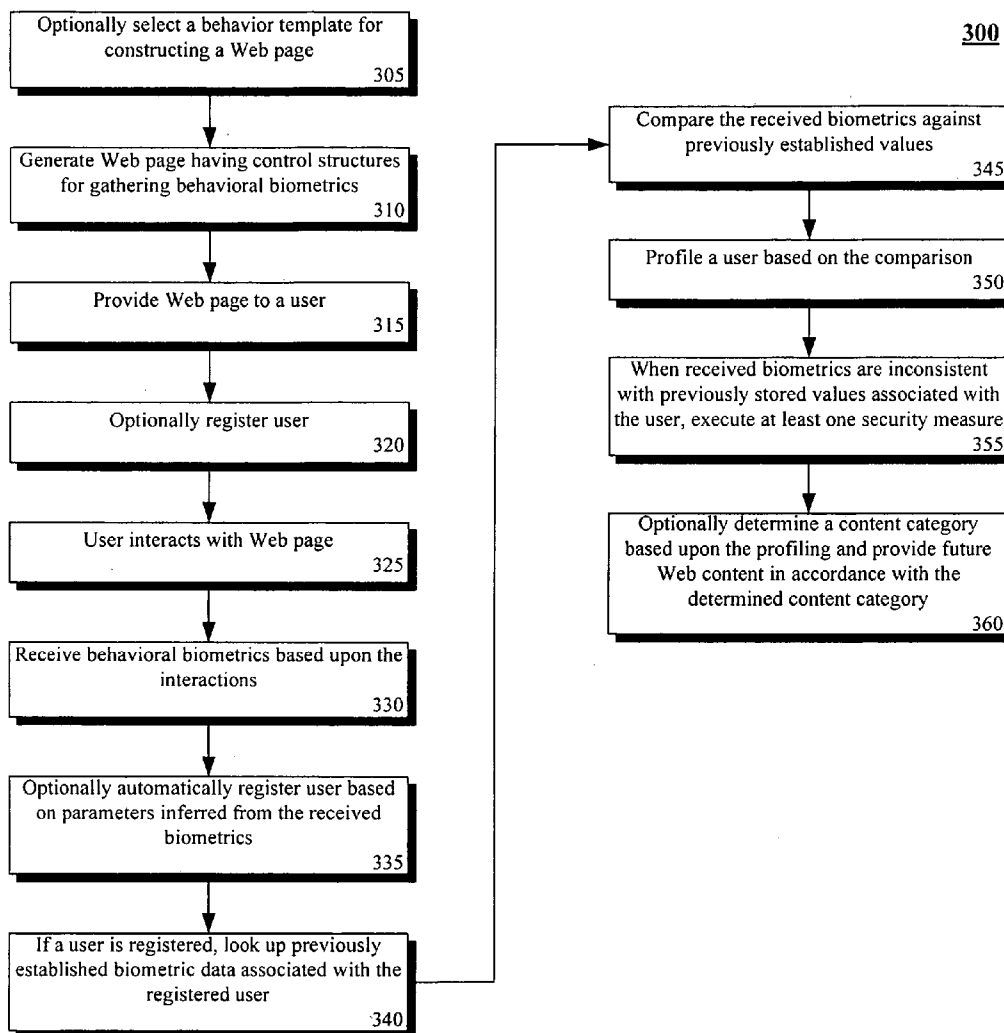 300
Optionally select a behavior template for
constructing a Web page
305
Generate Web page having control structures
for gathering behavioral biometrics
310
Provide Web page to a user
315
Optionally register user
320
User interacts with Web page
325
Receive behavioral biometrics based upon the
interactions
330
Optionally automatically register user based
on parameters inferred from the received
biometrics
335
If a user is registered, look up previously
established biometric data associated with the
registered user
340
Compare the received biometrics against
previously established values
345
Profile a user based on the comparison
350
When received biometrics are inconsistent
with previously stored values associated with
the user, execute at least one security measure
355
Optionally determine a content category
based upon the profiling and provide future
Web content in accordance with the
determined content category
360